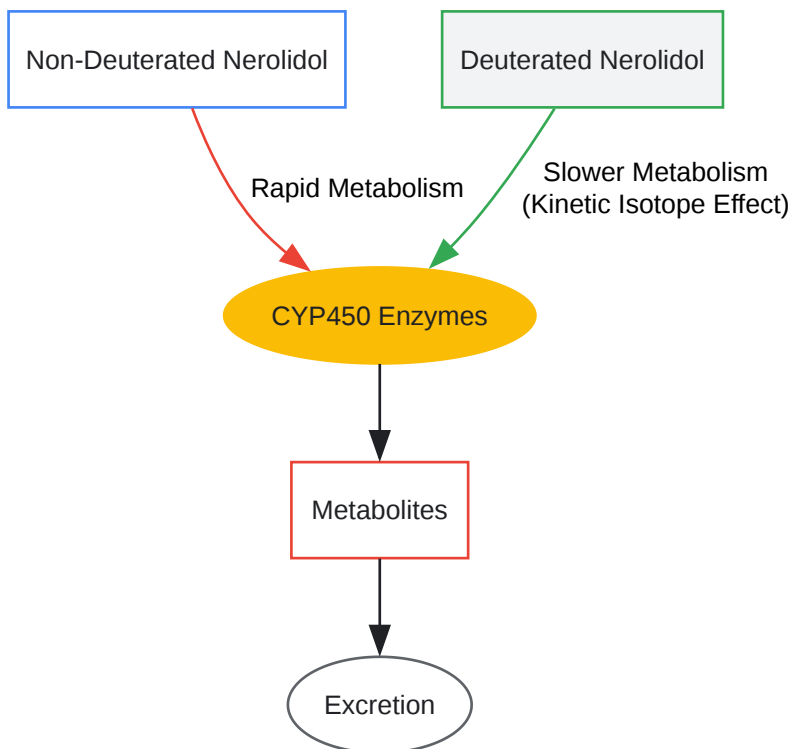 Non-Deuterated Nerolidol
Deuterated Nerolidol
Rapid Metabolism
Slower Metabolism
(Kinetic Isotope Effect)
CYP450 Enzymes
Metabolites
Excretion